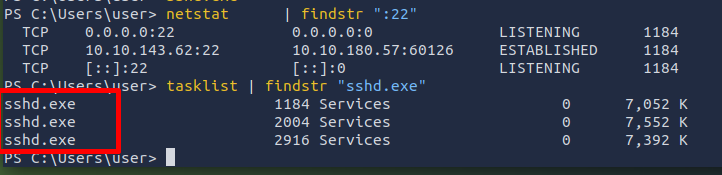 PS C:\Users\user> netstat      | findstr ":22"
  TCP    0.0.0.0:22             0.0.0.0:0              LISTENING       1184
  TCP    10.10.143.62:22        10.10.180.57:60126     ESTABLISHED     1184
  TCP    [::]:22                [::]:0                 LISTENING       1184
PS C:\Users\user> tasklist | findstr "sshd.exe"
sshd.exe                      1184 Services                   0      7,052 K
sshd.exe                      2004 Services                   0      7,552 K
sshd.exe                      2916 Services                   0      7,392 K
PS C:\Users\user>